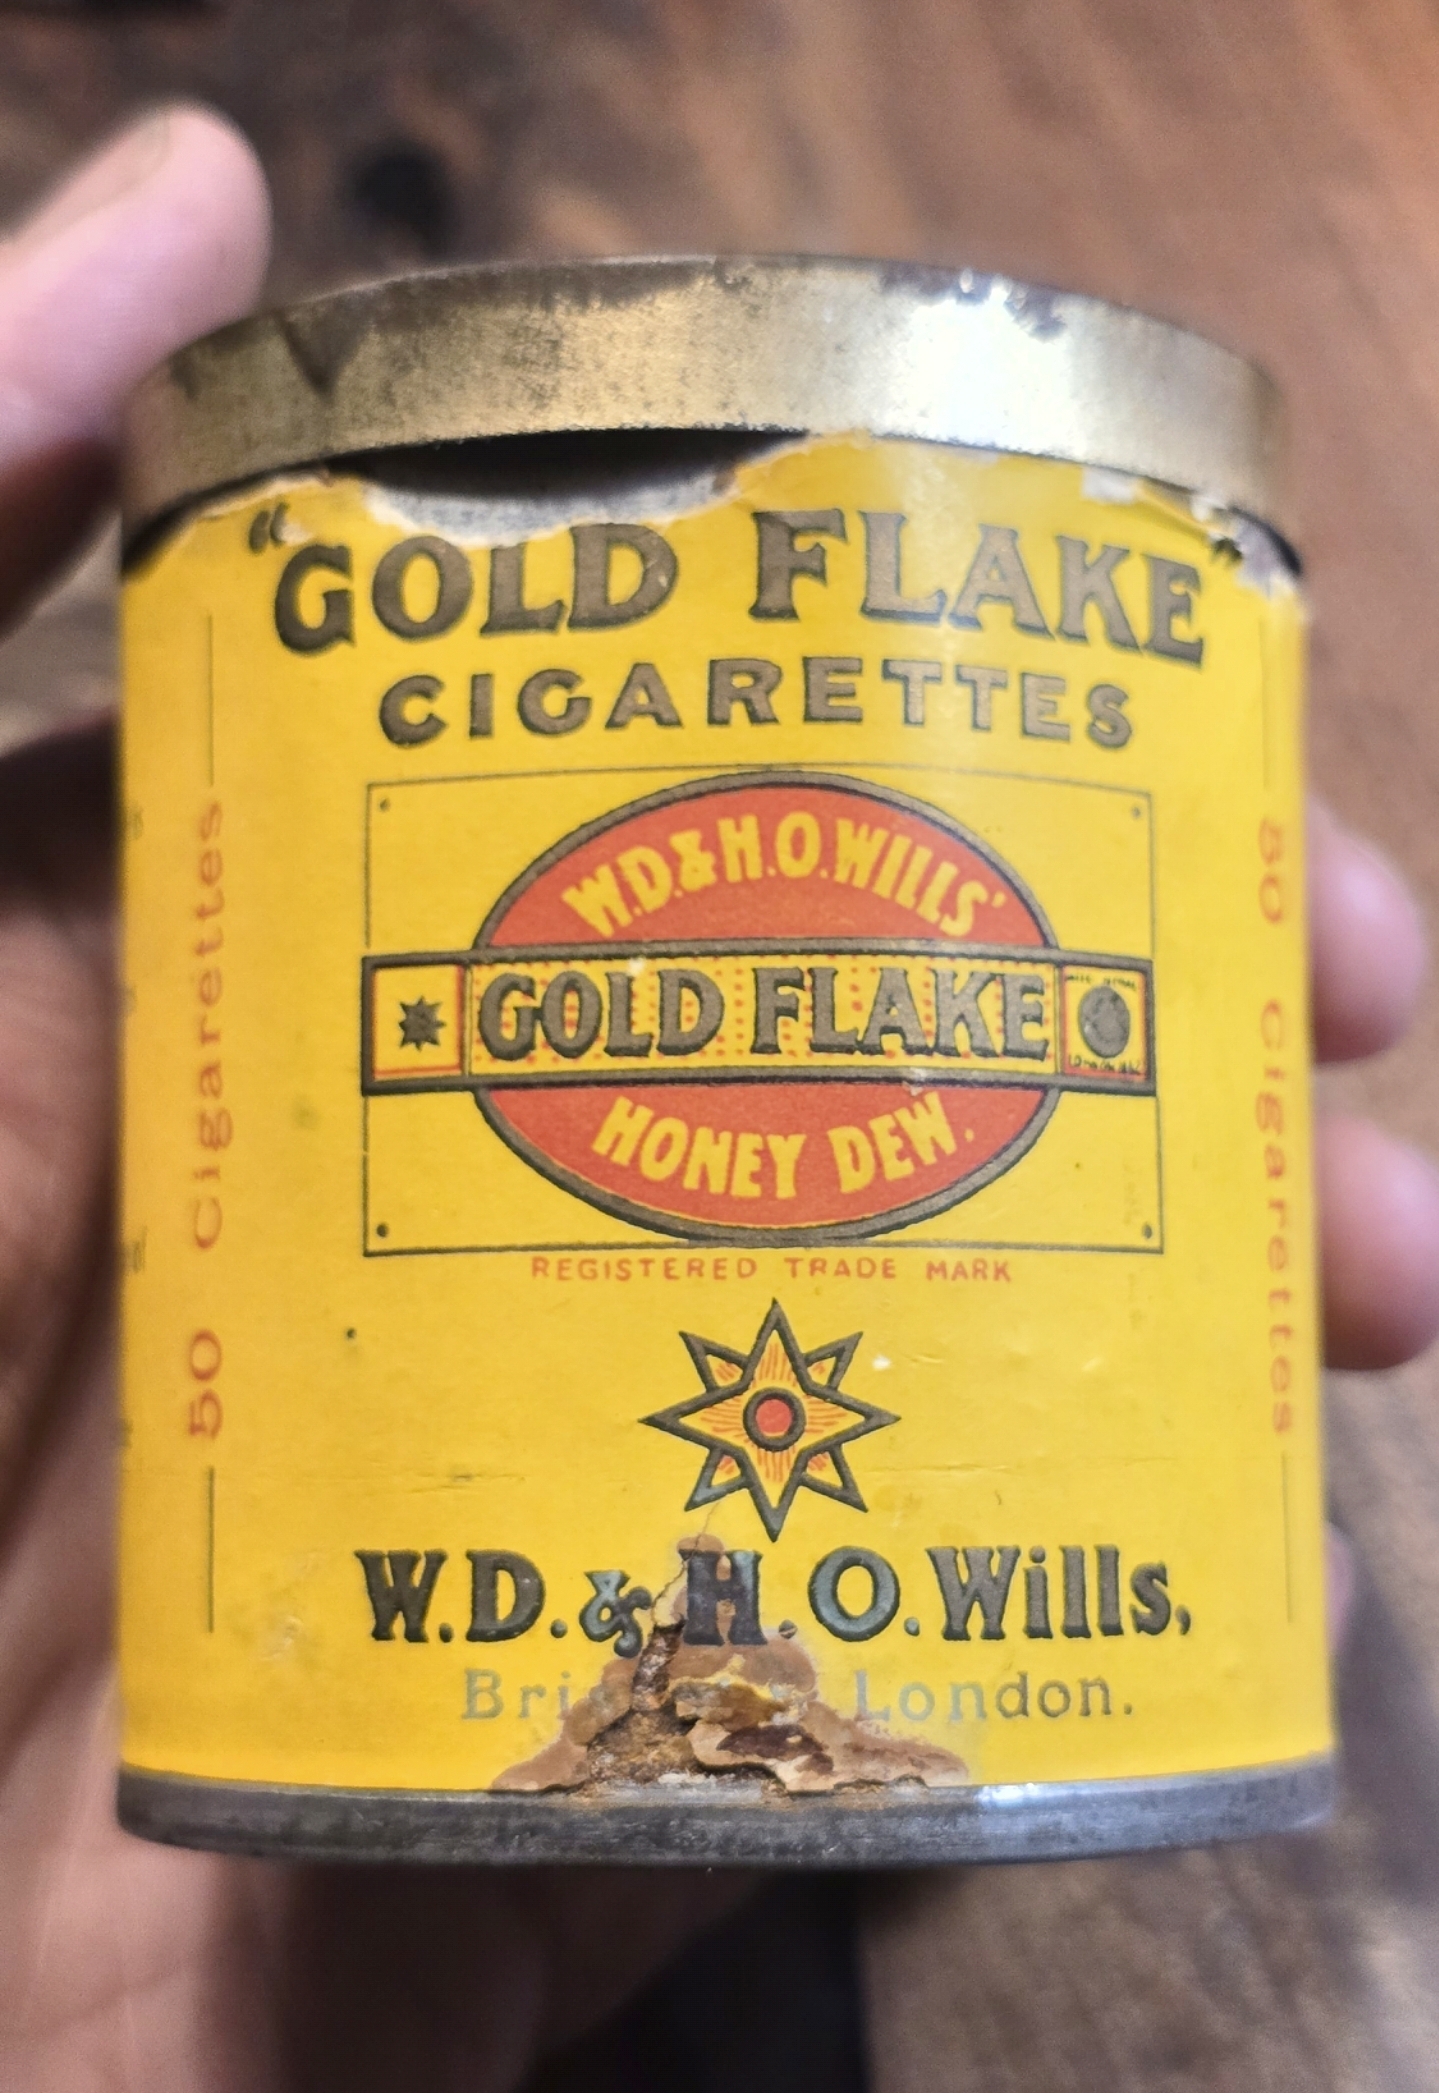 "GOLD FLAKE"
CIGARETTES
W.D.&H.O.WILLS'
GOLD FLAKE
HONEY DEW.
REGISTERED TRADE MARK
W.D.&H.O.Wills,
London.
50 Cigarettes
50 Cigarettes